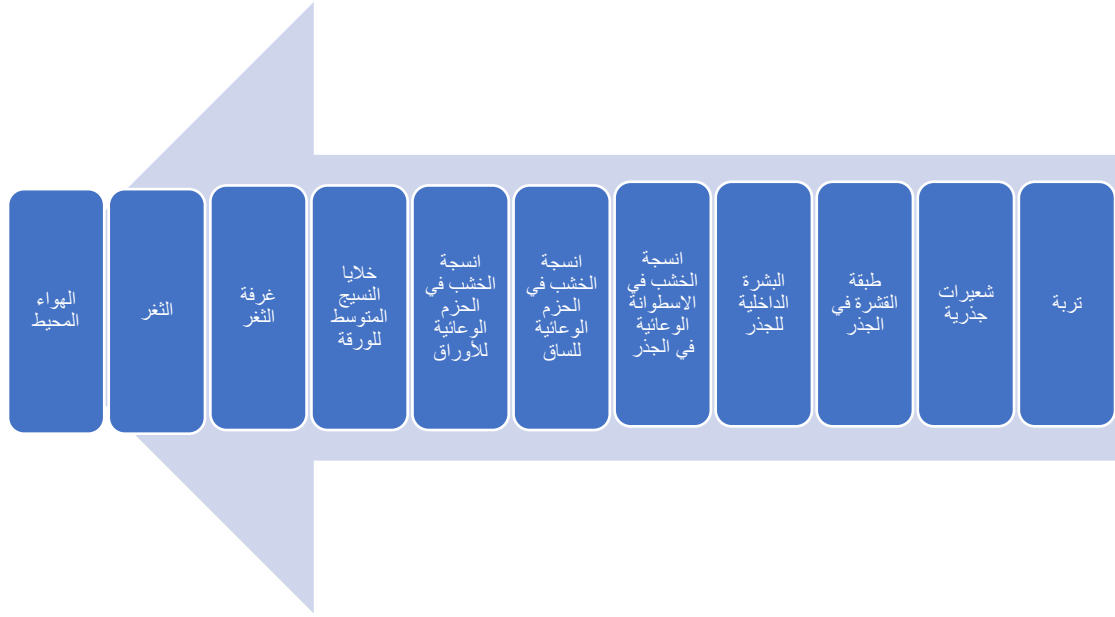 تربة
شعيرات
جذرية
طبقة
القشرة في
الجذر
البشرة
الداخلية
للجذر
انسجة
الخشب في
الاسطوانة
الوعائية
في الجذر
انسجة
الخشب في
الحزم
الوعائية
للساق
انسجة
الخشب في
الحزم
الوعائية
للأوراق
خلايا
النسيج
المتوسط
للورقة
غرفة
الثغر
الثغر
الهواء
المحيط